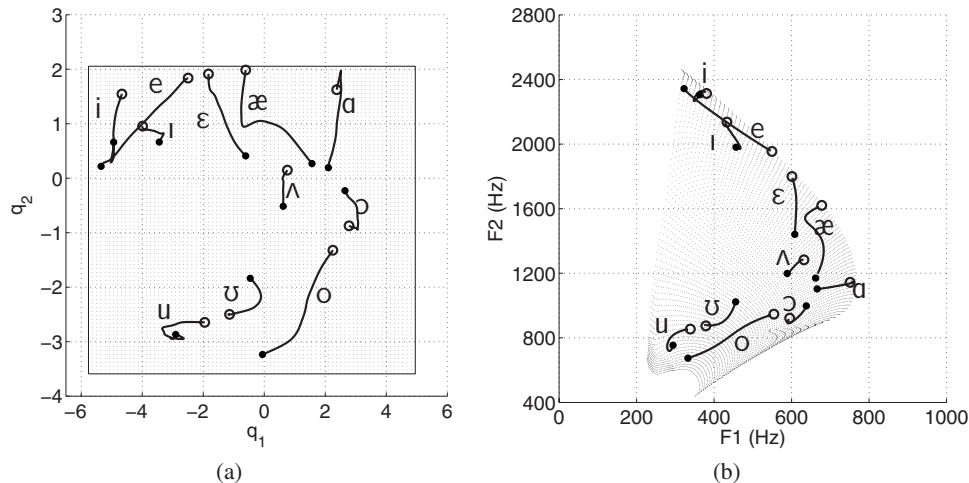 3
2
1
0
−1
−2
−3
−4
−6 −4 −2 0 2 4 6
q2
q1
i e ɛ æ ɑ
ɪ
ʌ
ɔ
o
ʊ
u
(a)
2800
2400
2000
1600
1200
800
400
0 200 400 600 800 1000
F2 (Hz)
F1 (Hz)
i
e
ɪ
ɛ
æ
ʌ
ɑ
ɔ
ʊ
u
o
(b)